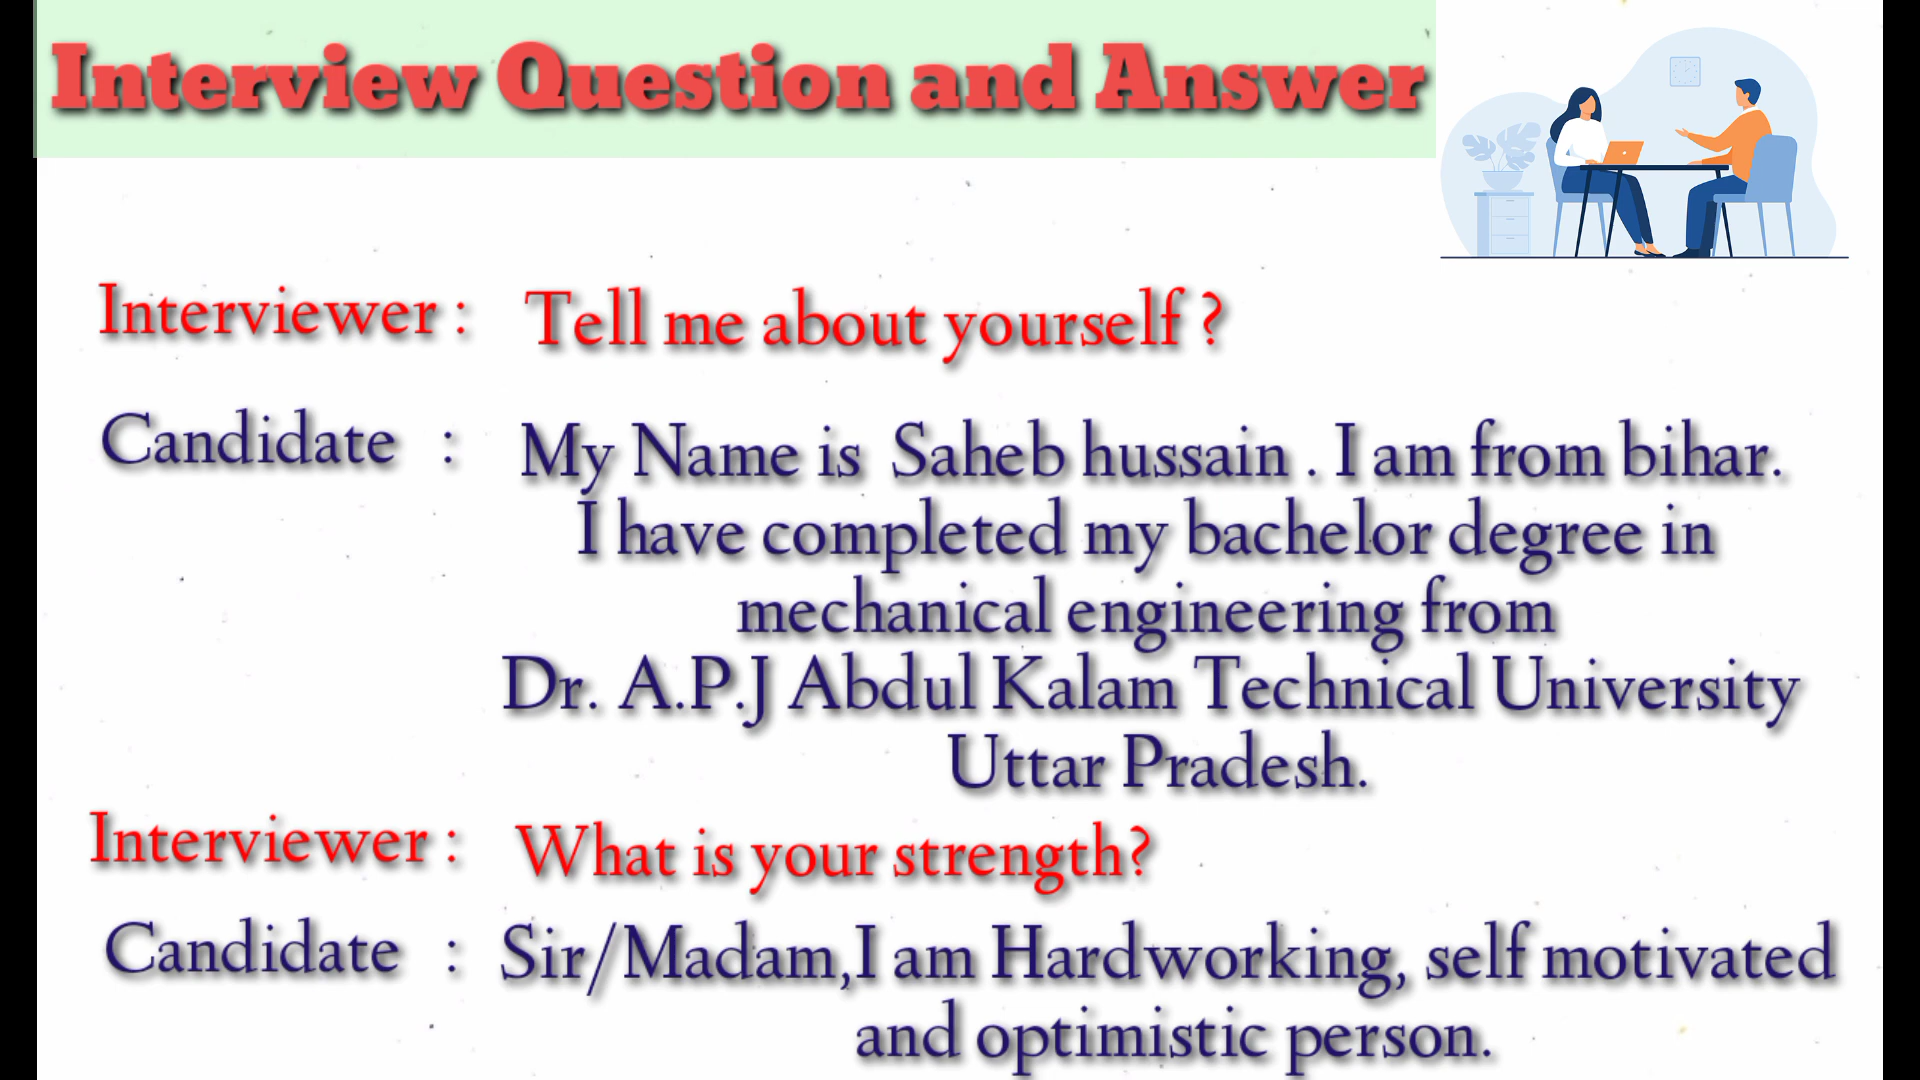 Interview Question and Answer
Interviewer : Tell me about yourself ?
Candidate : My Name is Saheb hussain . I am from bihar.
I have completed my bachelor degree in
mechanical engineering from
Dr. A.P.J Abdul Kalam Technical University
Uttar Pradesh.
Interviewer : What is your strength?
Candidate : Sir/Madam,I am Hardworking, self motivated
and optimistic person.